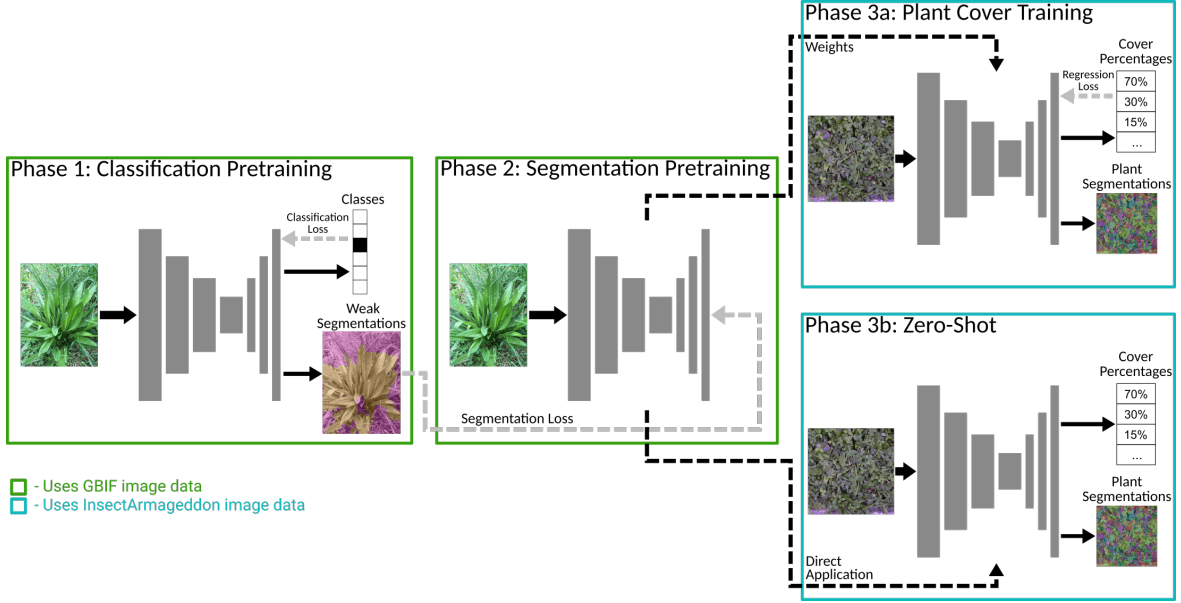 Phase 1: Classification Pretraining
Classes
Classification
Loss
Weak
Segmentations
Phase 2: Segmentation Pretraining
Segmentation Loss
Phase 3a: Plant Cover Training
Weights
Cover
Percentages
Regression
Loss
70%
30%
15%
...
Plant
Segmentations
Phase 3b: Zero-Shot
Cover
Percentages
70%
30%
15%
...
Plant
Segmentations
Direct
Application
- Uses GBIF image data
- Uses InsectArmageddon image data